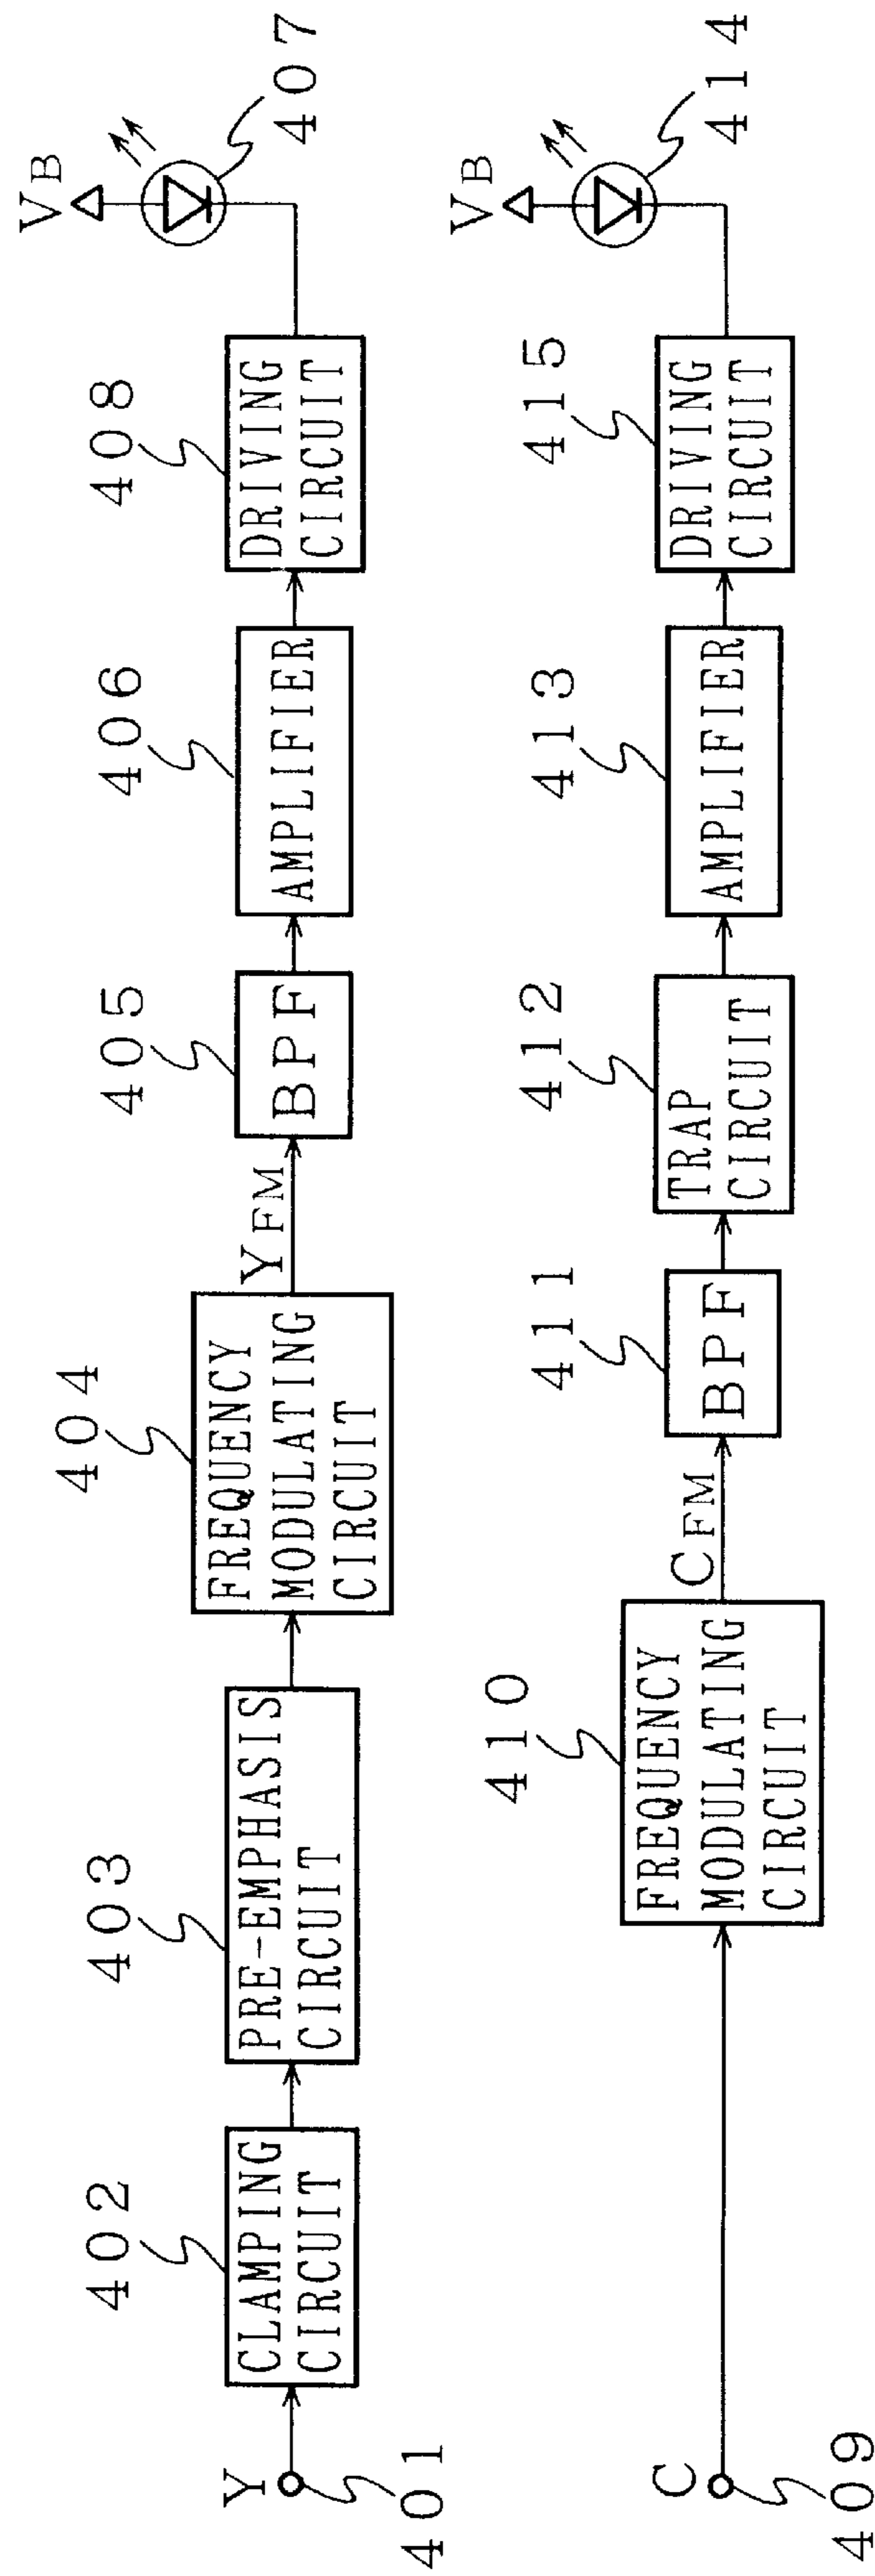 Y
401
CLAMPING
CIRCUIT
402
PRE-EMPHASIS
CIRCUIT
403
FREQUENCY
MODULATING
CIRCUIT
404
YFM
BPF
405
AMPLIFIER
406
DRIVING
CIRCUIT
408
VB
407
C
409
FREQUENCY
MODULATING
CIRCUIT
410
CFM
BPF
411
TRAP
CIRCUIT
412
AMPLIFIER
413
DRIVING
CIRCUIT
415
VB
414